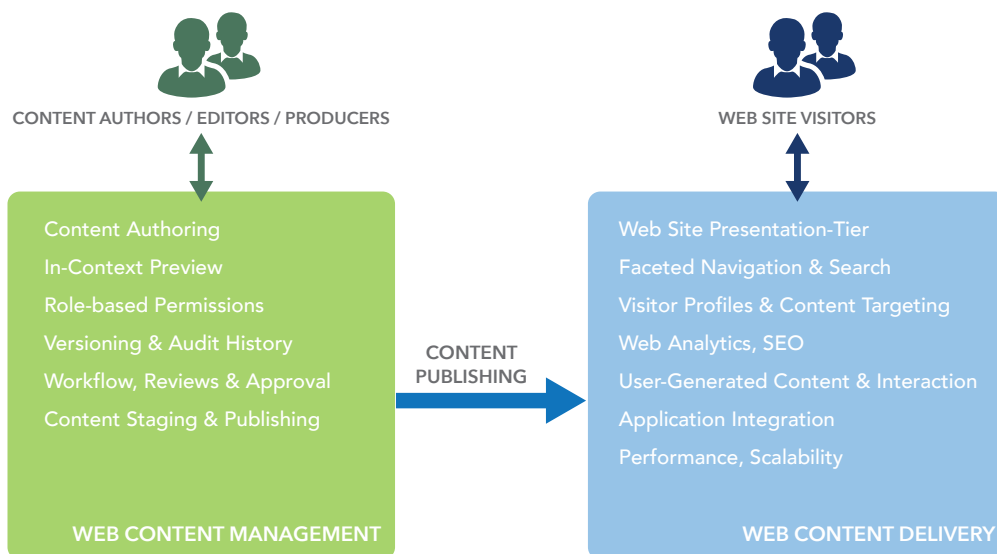 CONTENT AUTHORS / EDITORS / PRODUCERS
WEB SITE VISITORS
Content Authoring
In-Context Preview
Role-based Permissions
Versioning & Audit History
Workflow, Reviews & Approval
Content Staging & Publishing
WEB CONTENT MANAGEMENT
CONTENT
PUBLISHING
Web Site Presentation-Tier
Faceted Navigation & Search
Visitor Profiles & Content Targeting
Web Analytics, SEO
User-Generated Content & Interaction
Application Integration
Performance, Scalability
WEB CONTENT DELIVERY